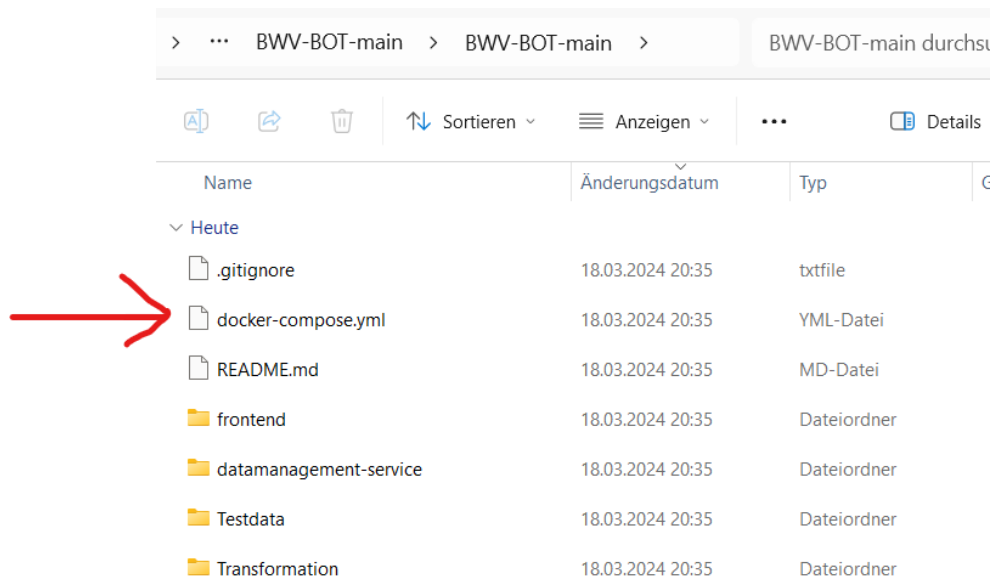 > ··· BWV-BOT-main > BWV-BOT-main > BWV-BOT-main durchsu
Sortieren Anzeigen ··· Details
Name Änderungsdatum Typ G
Heute
.gitignore 18.03.2024 20:35 txtfile
docker-compose.yml 18.03.2024 20:35 YML-Datei
README.md 18.03.2024 20:35 MD-Datei
frontend 18.03.2024 20:35 Dateiordner
datamanagement-service 18.03.2024 20:35 Dateiordner
Testdata 18.03.2024 20:35 Dateiordner
Transformation 18.03.2024 20:35 Dateiordner